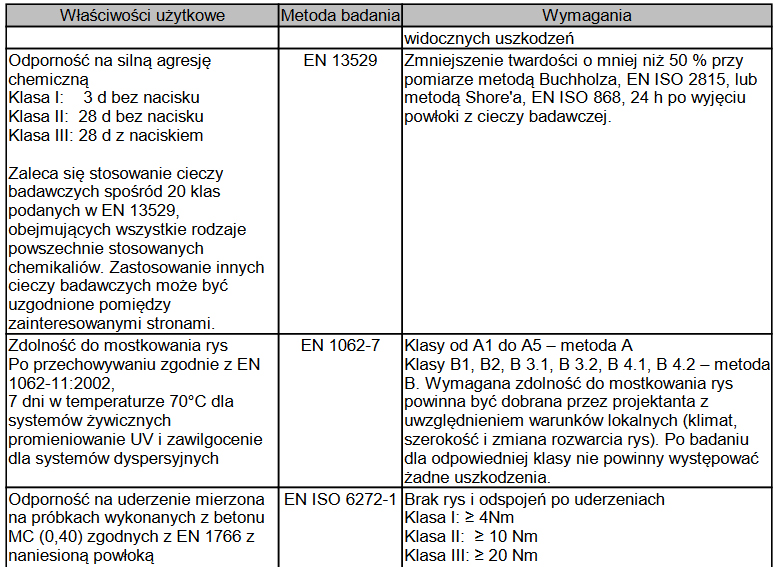 Właściwości użytkowe Metoda badania Wymagania
widocznych uszkodzeń
Odporność na silną agresję
chemiczną
Klasa I: 3 d bez nacisku
Klasa II: 28 d bez nacisku
Klasa III: 28 d z naciskiem
Zaleca się stosowanie cieczy
badawczych spośród 20 klas
podanych w EN 13529,
obejmujących wszystkie rodzaje
powszechnie stosowanych
chemikaliów. Zastosowanie innych
cieczy badawczych może być
uzgodnione pomiędzy
zainteresowanymi stronami.
EN 13529
Zmniejszenie twardości o mniej niż 50 % przy
pomiarze metodą Buchholza, EN ISO 2815, lub
metodą Shore'a, EN ISO 868, 24 h po wyjęciu
powłoki z cieczy badawczej.
Zdolność do mostkowania rys
Po przechowywaniu zgodnie z EN
1062-11:2002,
7 dni w temperaturze 70°C dla
systemów żywicznych
promieniowanie UV i zawilgocenie
dla systemów dyspersyjnych
EN 1062-7
Klasy od A1 do A5 – metoda A
Klasy B1, B2, B 3.1, B 3.2, B 4.1, B 4.2 – metoda
B. Wymagana zdolność do mostkowania rys
powinna być dobrana przez projektanta z
uwzględnieniem warunków lokalnych (klimat,
szerokość i zmiana rozwarcia rys). Po badaniu
dla odpowiedniej klasy nie powinny występować
żadne uszkodzenia.
Odporność na uderzenie mierzona
na próbkach wykonanych z betonu
MC (0,40) zgodnych z EN 1766 z
naniesioną powłoką
EN ISO 6272-1
Brak rys i odspojeń po uderzeniach
Klasa I: ≥ 4Nm
Klasa II: ≥ 10 Nm
Klasa III: ≥ 20 Nm